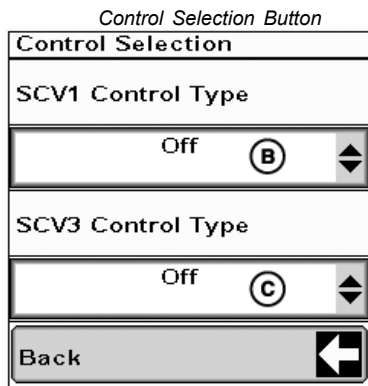 Control Selection Button
Control Selection
SCV1 Control Type
Off B
SCV3 Control Type
Off C
Back